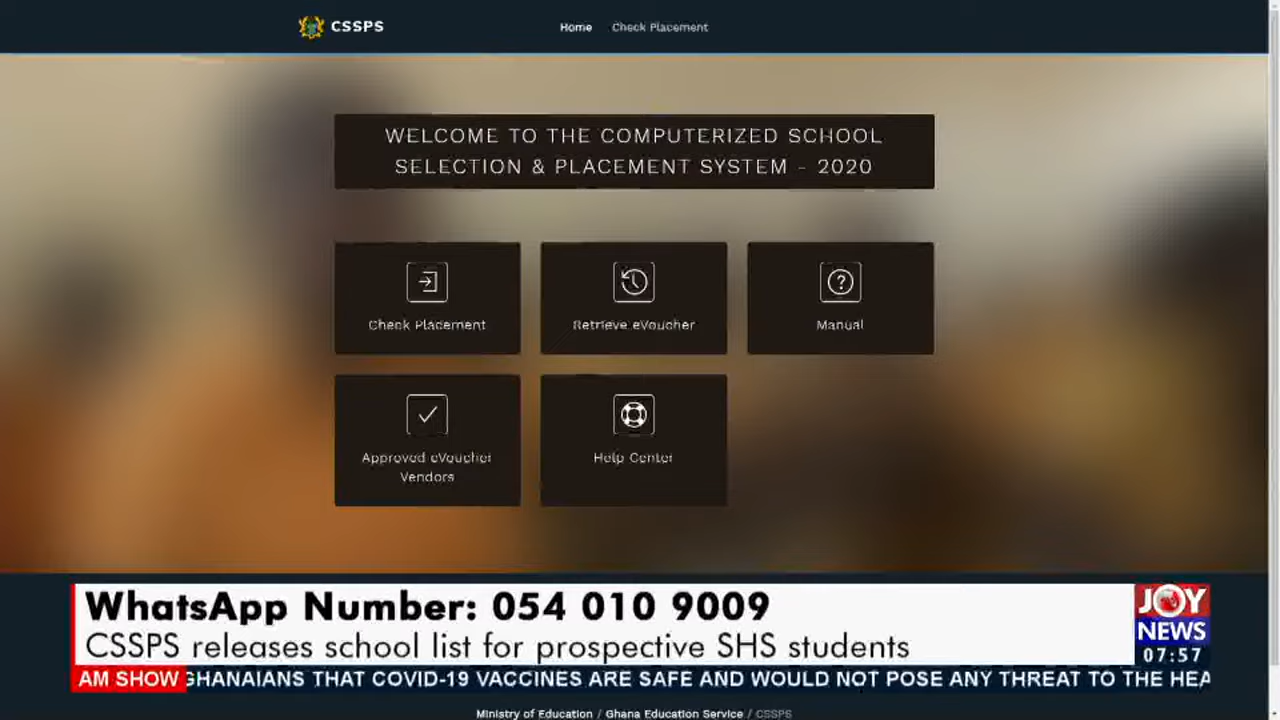 CSSPS
Home Check Placement
WELCOME TO THE COMPUTERIZED SCHOOL
SELECTION & PLACEMENT SYSTEM - 2020
Check Placement
Retrieve eVoucher
Manual
Approved eVoucher
Vendors
Help Center
WhatsApp Number: 054 010 9009
CSSPS releases school list for prospective SHS students
JOY
NEWS
07:57
AM SHOW GHANAIANS THAT COVID-19 VACCINES ARE SAFE AND WOULD NOT POSE ANY THREAT TO THE HEA
Ministry of Education / Ghana Education Service / CSSPS